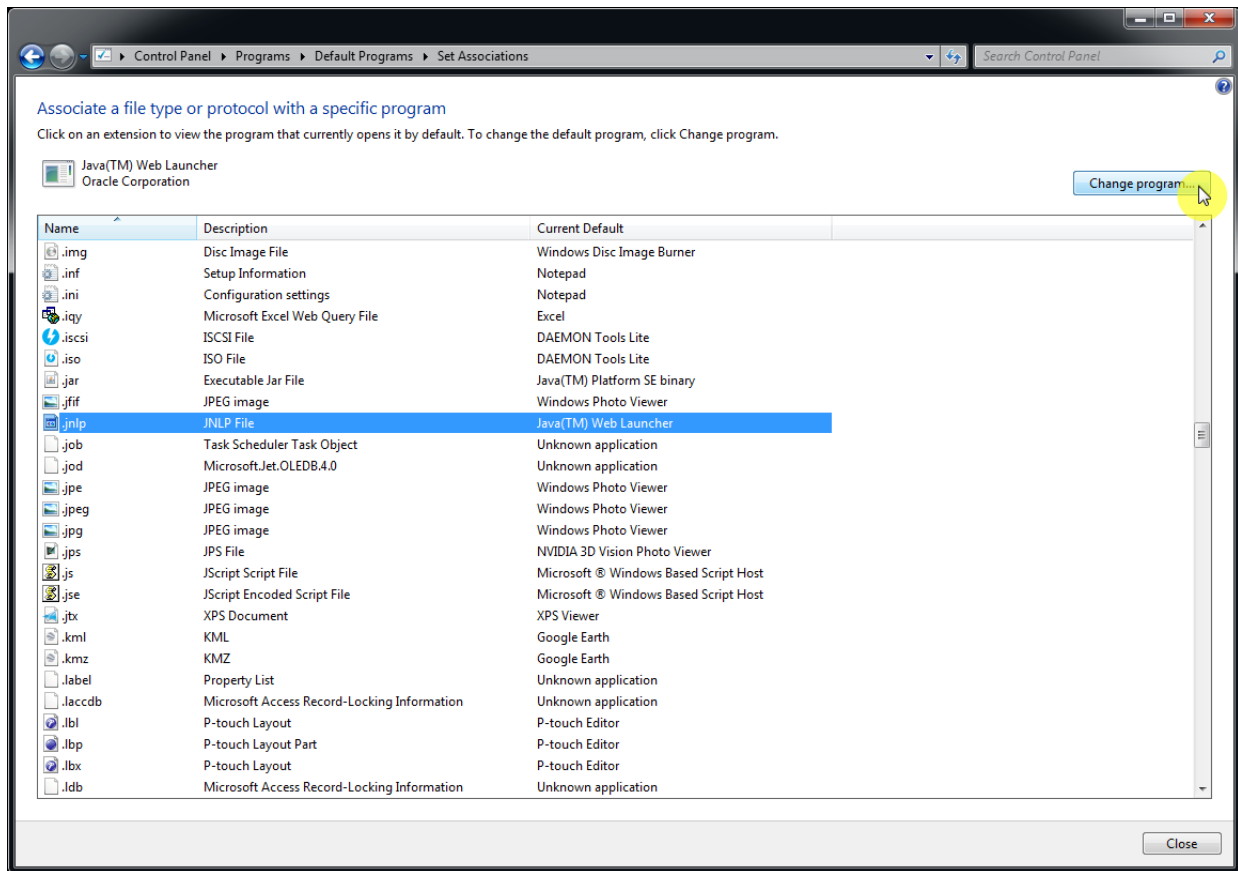 Control Panel ▸ Programs ▸ Default Programs ▸ Set Associations
Search Control Panel
Associate a file type or protocol with a specific program
Click on an extension to view the program that currently opens it by default. To change the default program, click Change program.
Java(TM) Web Launcher
Oracle Corporation
Change program...
Name Description Current Default
.img Disc Image File Windows Disc Image Burner
.inf Setup Information Notepad
.ini Configuration settings Notepad
.iqy Microsoft Excel Web Query File Excel
.iscsi ISCSI File DAEMON Tools Lite
.iso ISO File DAEMON Tools Lite
.jar Executable Jar File Java(TM) Platform SE binary
.jfif JPEG image Windows Photo Viewer
.jnlp JNLP File Java(TM) Web Launcher
.job Task Scheduler Task Object Unknown application
.jod Microsoft.Jet.OLEDB.4.0 Unknown application
.jpe JPEG image Windows Photo Viewer
.jpeg JPEG image Windows Photo Viewer
.jpg JPEG image Windows Photo Viewer
.jps JPS File NVIDIA 3D Vision Photo Viewer
.js JScript Script File Microsoft ® Windows Based Script Host
.jse JScript Encoded Script File Microsoft ® Windows Based Script Host
.jtx XPS Document XPS Viewer
.kml KML Google Earth
.kmz KMZ Google Earth
.label Property List Unknown application
.laccdb Microsoft Access Record-Locking Information Unknown application
.lbl P-touch Layout P-touch Editor
.lbp P-touch Layout Part P-touch Editor
.lbx P-touch Layout P-touch Editor
.ldb Microsoft Access Record-Locking Information Unknown application
Close